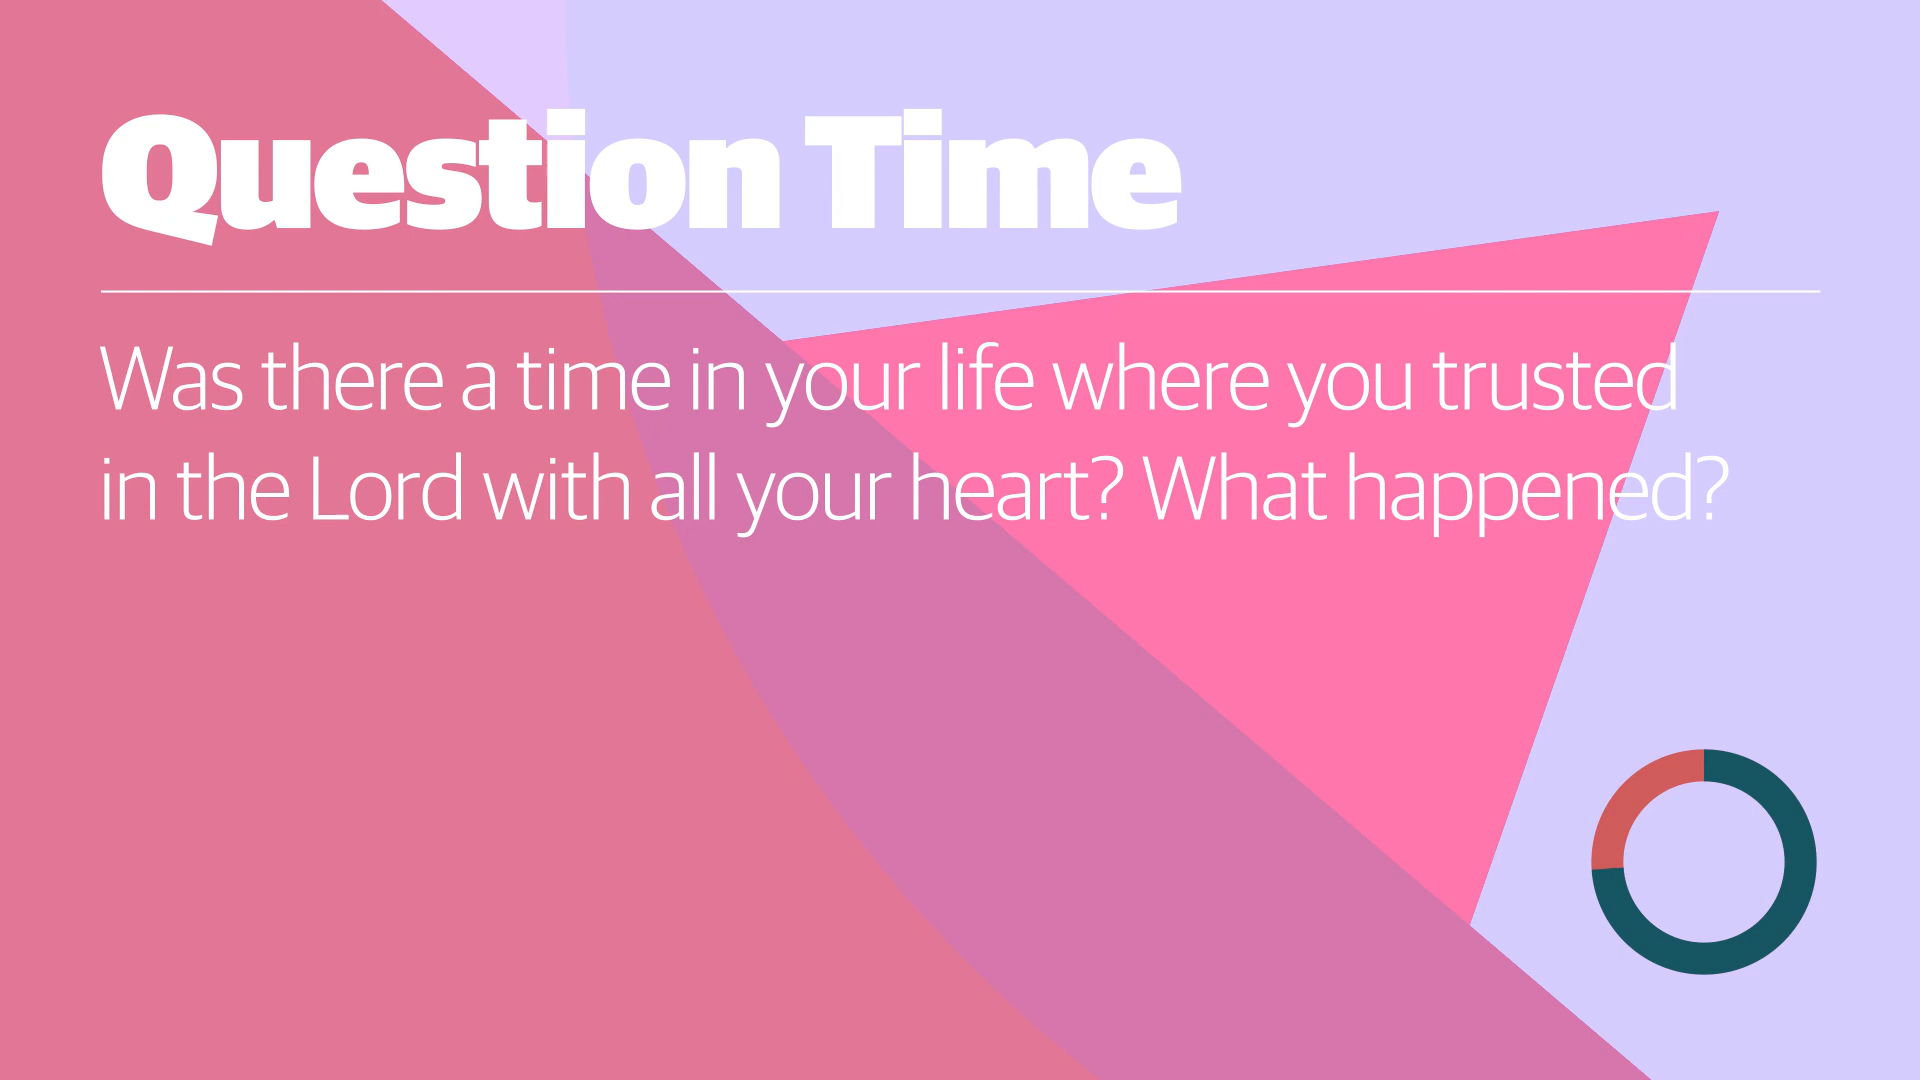 Question Time
Was there a time in your life where you trusted
in the Lord with all your heart? What happened?